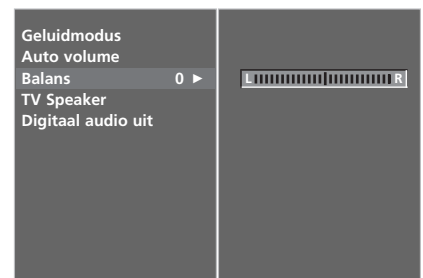 Geluidmodus
Auto volume
Balans 0 ►
L R
TV Speaker
Digitaal audio uit